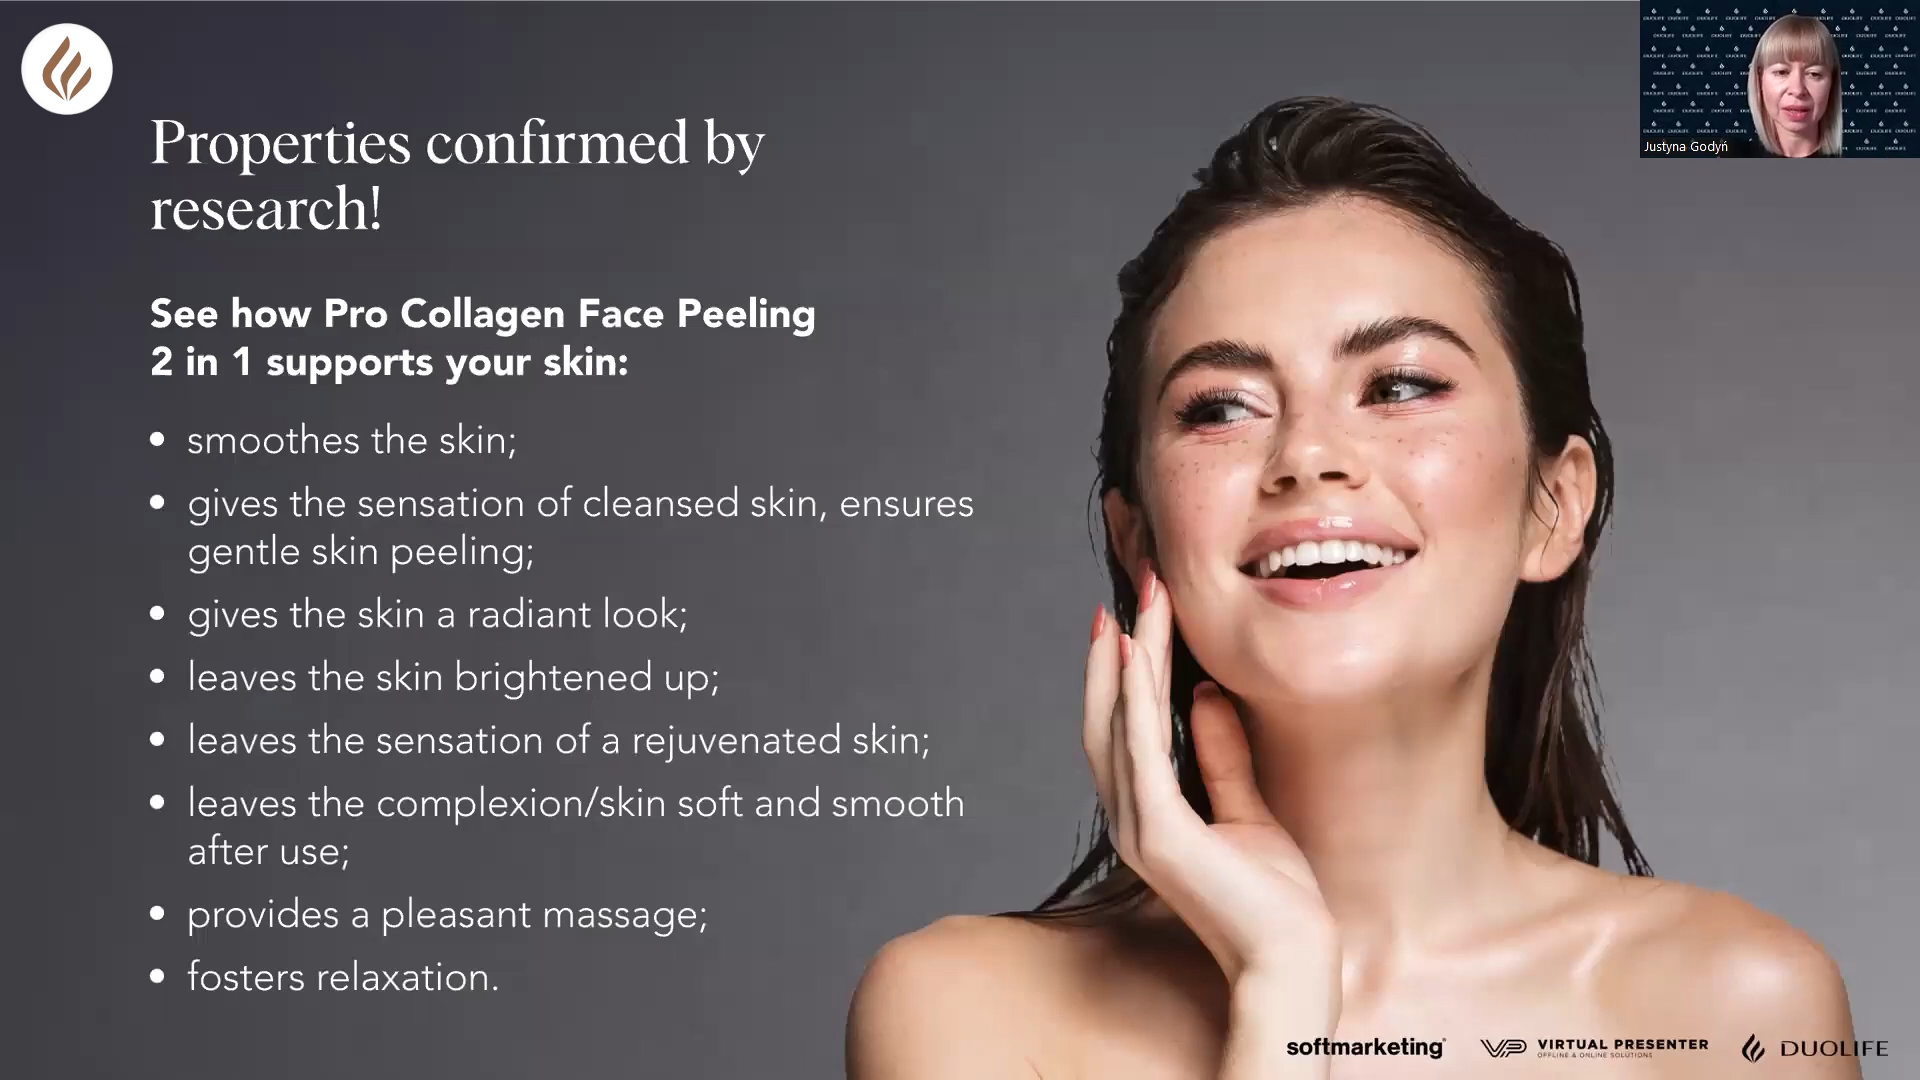 Properties confirmed by
research!
See how Pro Collagen Face Peeling
2 in 1 supports your skin:
• smoothes the skin;
• gives the sensation of cleansed skin, ensures
gentle skin peeling;
• gives the skin a radiant look;
• leaves the skin brightened up;
• leaves the sensation of a rejuvenated skin;
• leaves the complexion/skin soft and smooth
after use;
• provides a pleasant massage;
• fosters relaxation.
Justyna Godyń
softmarketing
VP VIRTUAL PRESENTER
OFFLINE & ONLINE SOLUTIONS
DUOLIFE